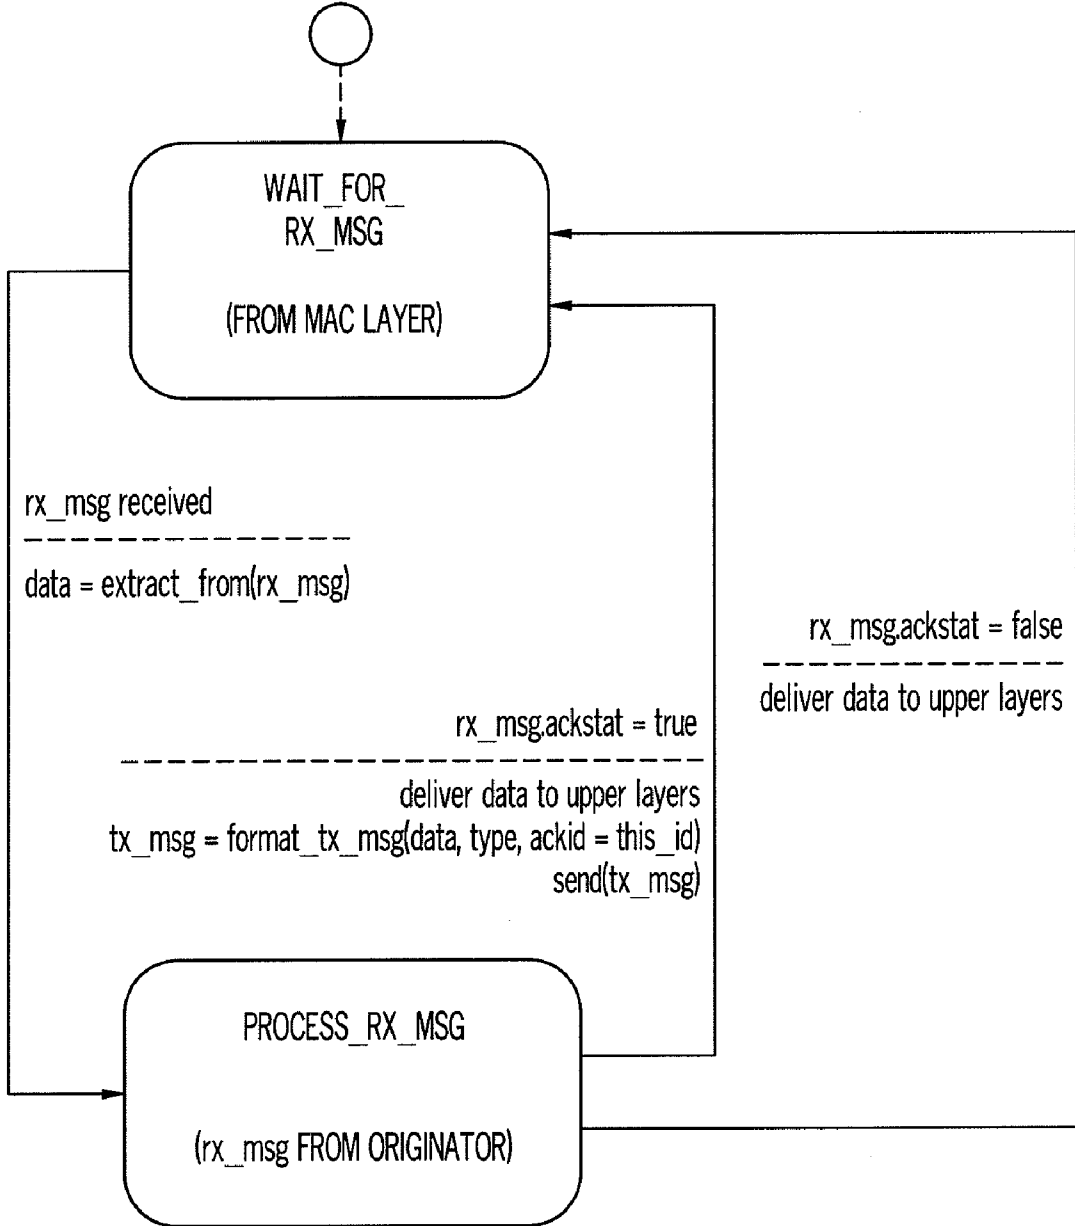 WAIT_FOR_
RX_MSG
(FROM MAC LAYER)
rx_msg received
data = extract_from(rx_msg)
rx_msg.ackstat = false
deliver data to upper layers
rx_msg.ackstat = true
deliver data to upper layers
tx_msg = format_tx_msg(data, type, ackid = this_id)
send(tx_msg)
PROCESS_RX_MSG
(rx_msg FROM ORIGINATOR)